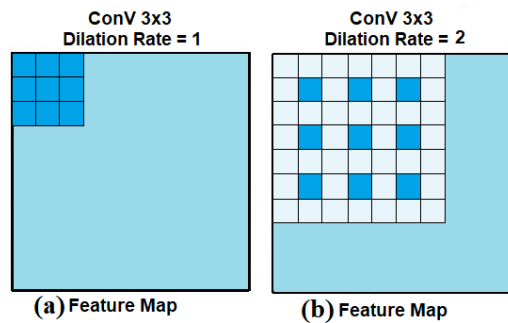 ConV 3x3
Dilation Rate = 1
ConV 3x3
Dilation Rate = 2
(a) Feature Map
(b) Feature Map